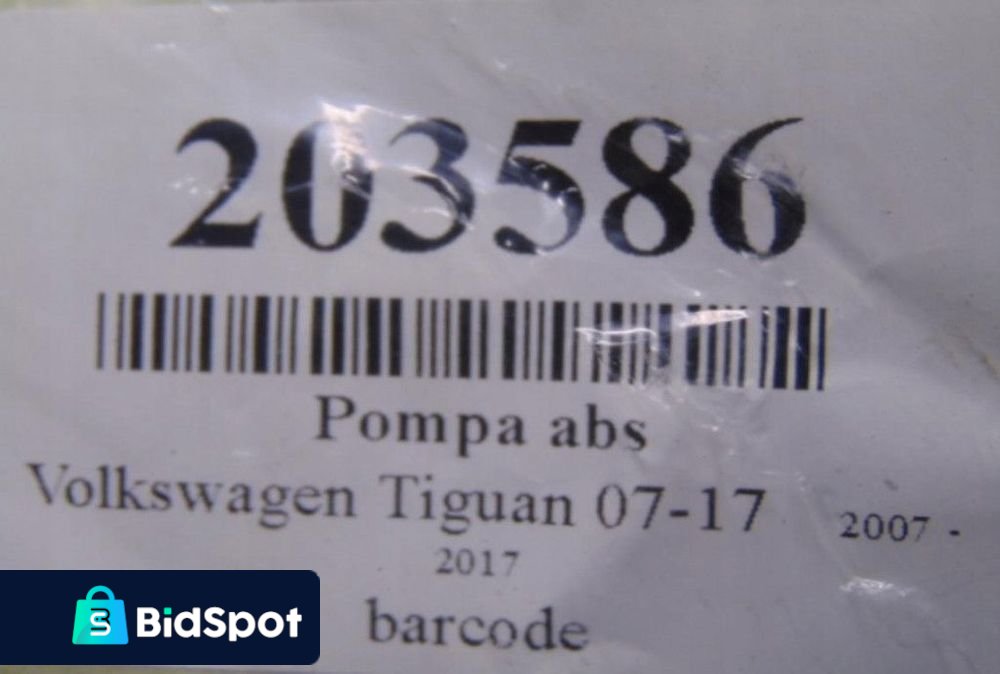 203586
Pompa abs
Volkswagen Tiguan 07-17 2007 -
2017
barcode
BidSpot